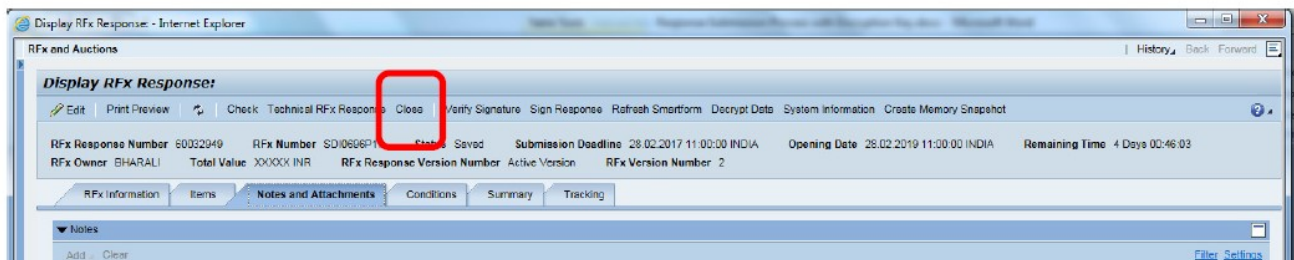 Display RFx Response: - Internet Explorer
RFx and Auctions
History Back Forward
Display RFx Response:
Edit Print Preview Check Technical RFx Response Close Verify Signature Sign Response Refresh Smartform Decrypt Data System Information Create Memory Snapshot
RFx Response Number 60032949 RFx Number SDI0696P1 Status Saved Submission Deadline 28.02.2017 11:00:00 INDIA Opening Date 28.02.2019 11:00:00 INDIA Remaining Time 4 Days 00:46:03
RFx Owner BHARALI Total Value XXXXX INR RFx Response Version Number Active Version RFx Version Number 2
RFx Information Items Notes and Attachments Conditions Summary Tracking
Notes
Add Clear Filter Settings